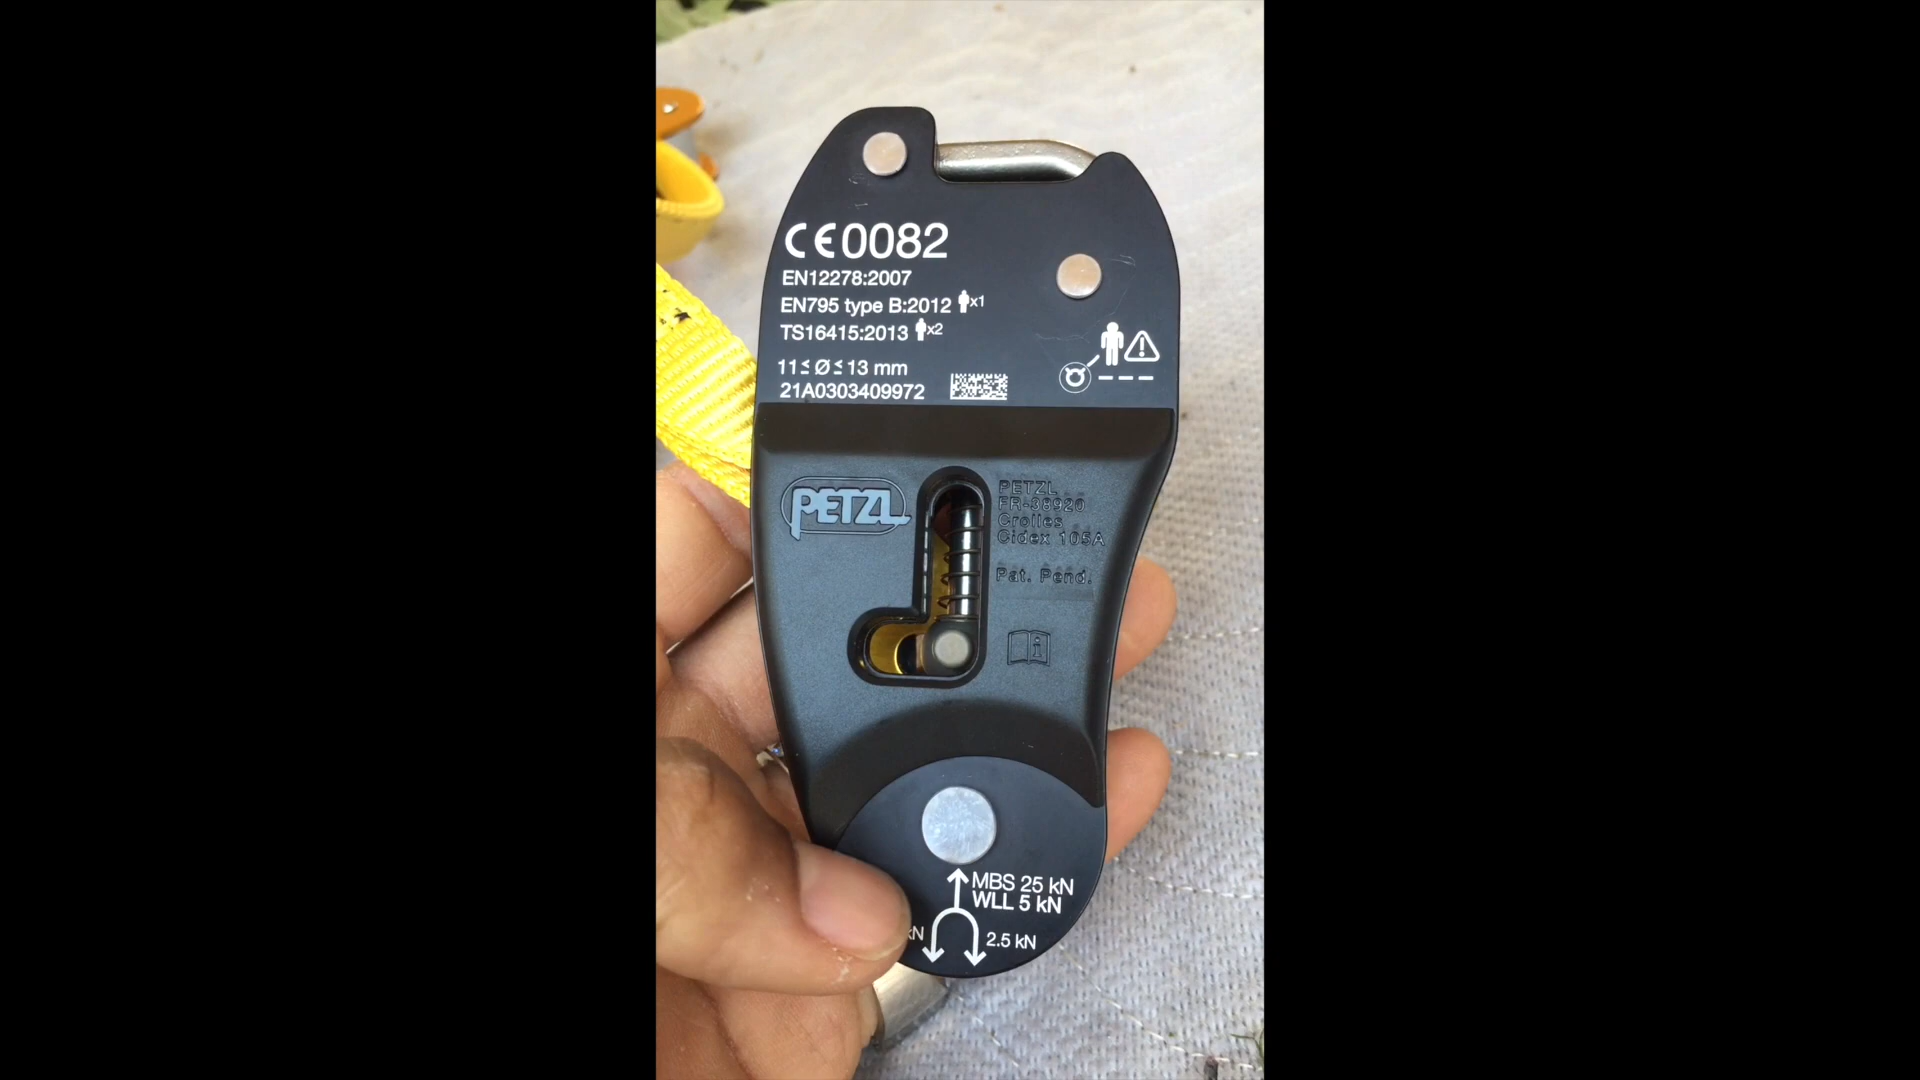 CE0082
EN12278:2007
EN795 type B:2012 x1
TS16415:2013 x2
11≤Ø≤13 mm
21A0303409972
PETZL
PETZL
FR-38920
Crolles
Cidex 105A
Pat. Pend.
i
MBS 25 kN
WLL 5 kN
kN 2.5 kN